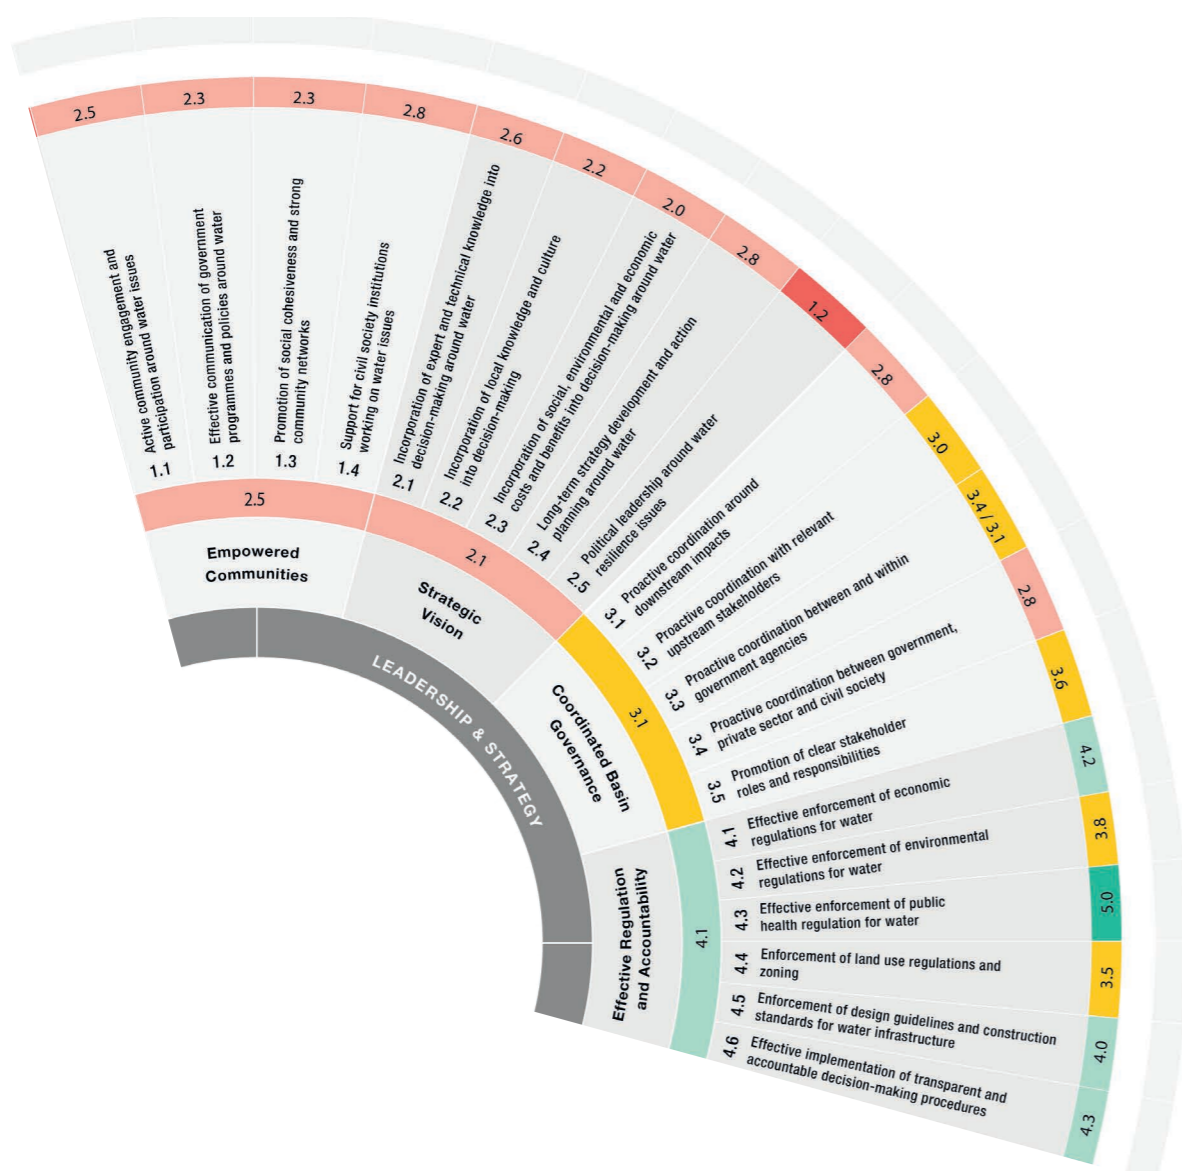 2.5
2.3
2.3
2.8
2.6
2.2
2.0
2.8
1.2
2.8
3.0
3.4 / 3.1
2.8
3.6
4.2
3.8
5.0
3.5
4.0
4.3
1.1
Active community engagement and
participation around water issues
1.2
Effective communication of government
programmes and policies around water
1.3
Promotion of social cohesiveness and strong
community networks
1.4
Support for civil society institutions
working on water issues
2.1
Incorporation of expert and technical knowledge into
decision-making around water
2.2
Incorporation of local knowledge and culture
into decision-making
2.3
Incorporation of social, environmental and economic
costs and benefits into decision-making around water
2.4
Long-term strategy development and action
planning around water
2.5
Political leadership around water
resilience issues
3.1
Proactive coordination around
downstream impacts
3.2
Proactive coordination with relevant
upstream stakeholders
3.3
Proactive coordination between and within
government agencies
3.4
Proactive coordination between government,
private sector and civil society
3.5
Promotion of clear stakeholder
roles and responsibilities
4.1
Effective enforcement of economic
regulations for water
4.2
Effective enforcement of environmental
regulations for water
4.3
Effective enforcement of public
health regulation for water
4.4
Enforcement of land use regulations and
zoning
4.5
Enforcement of design guidelines and construction
standards for water infrastructure
4.6
Effective implementation of transparent and
accountable decision-making procedures
2.5
Empowered
Communities
2.1
Strategic
Vision
3.1
Coordinated Basin
Governance
4.1
Effective Regulation
and Accountability
LEADERSHIP & STRATEGY